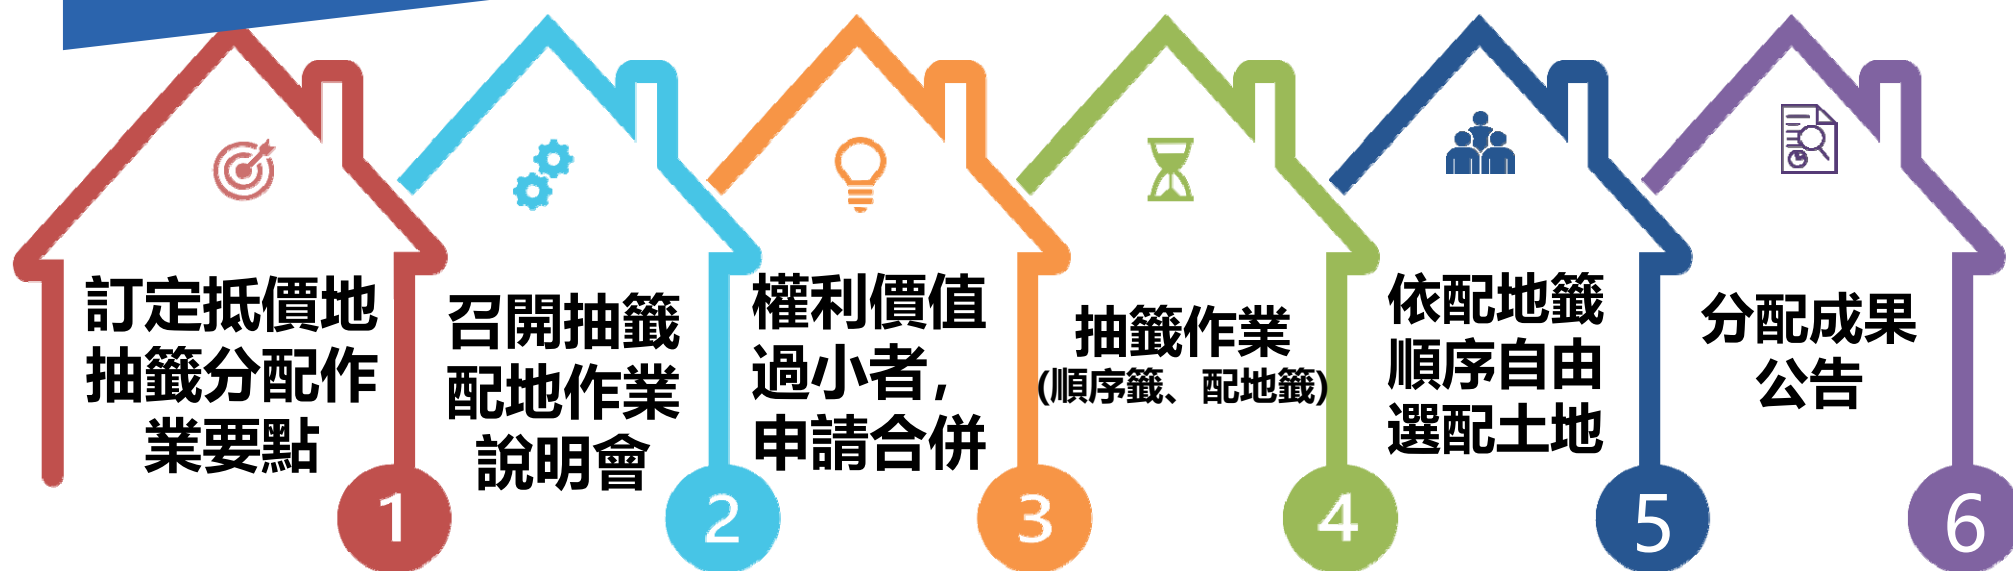 訂定抵價地
抽籤分配作
業要點
1
召開抽籤
配地作業
說明會
2
權利價值
過小者，
申請合併
3
抽籤作業
(順序籤、配地籤)
4
依配地籤
順序自由
選配土地
5
分配成果
公告
6